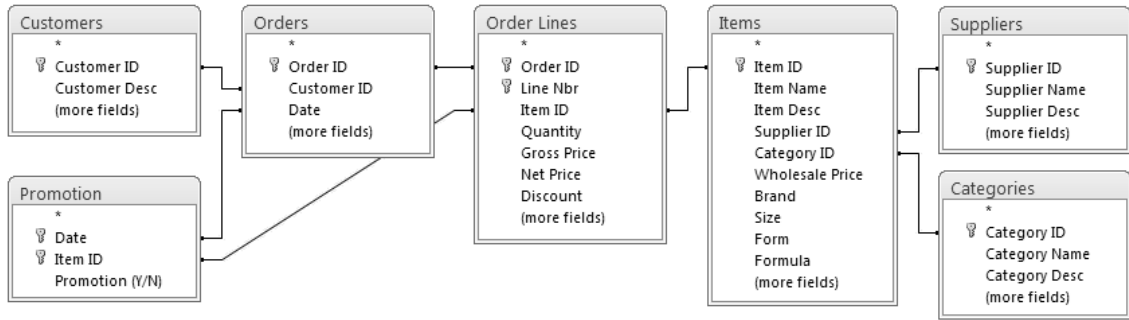 Customers
*
Customer ID
Customer Desc
(more fields)
Orders
*
Order ID
Customer ID
Date
(more fields)
Order Lines
*
Order ID
Line Nbr
Item ID
Quantity
Gross Price
Net Price
Discount
(more fields)
Items
*
Item ID
Item Name
Item Desc
Supplier ID
Category ID
Wholesale Price
Brand
Size
Form
Formula
(more fields)
Suppliers
*
Supplier ID
Supplier Name
Supplier Desc
(more fields)
Promotion
*
Date
Item ID
Promotion (Y/N)
Categories
*
Category ID
Category Name
Category Desc
(more fields)